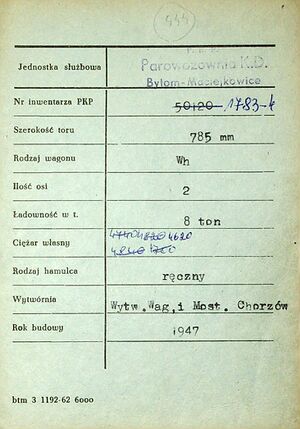 444
Parowozownia K.D.
Jednostka służbowa
Bytom-Maciejkowice
Nr inwentarza PKP 50120 1783-k
Szerokość toru 785 mm
Rodzaj wagonu Wh
Ilość osi 2
Ładowność w t. 8 ton
Ciężar własny 4620
Rodzaj hamulca ręczny
Wytwórnia Wytw.Wag.i Most. Chorzów
Rok budowy 1947
btm 3 1192-62 6000